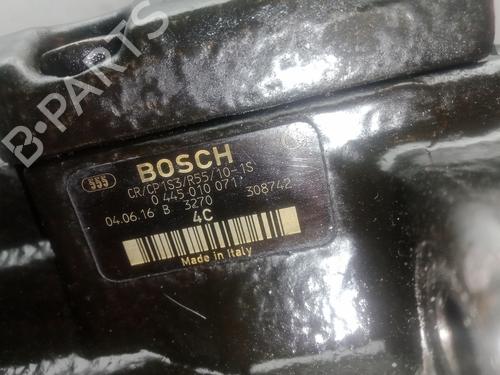 B-PARTS
555 BOSCH
CR/CP1S3/R55/10-1S
0 445 010 071
04.06.16 B 3270 308742
4C
Made in Italy